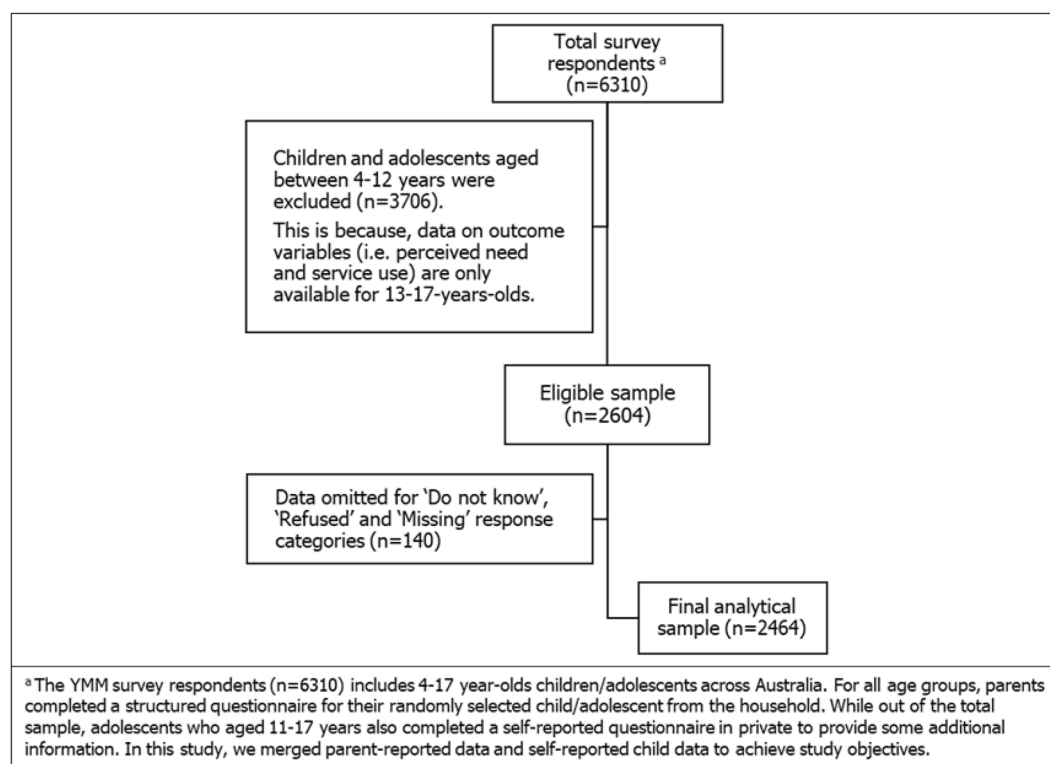 Total survey
respondents ᵃ
(n=6310)
Children and adolescents aged
between 4-12 years were
excluded (n=3706).
This is because, data on outcome
variables (i.e. perceived need
and service use) are only
available for 13-17-years-olds.
Eligible sample
(n=2604)
Data omitted for ‘Do not know’,
‘Refused’ and ‘Missing’ response
categories (n=140)
Final analytical
sample (n=2464)
ᵃ The YMM survey respondents (n=6310) includes 4-17 year-olds children/adolescents across Australia. For all age groups, parents
completed a structured questionnaire for their randomly selected child/adolescent from the household. While out of the total
sample, adolescents who aged 11-17 years also completed a self-reported questionnaire in private to provide some additional
information. In this study, we merged parent-reported data and self-reported child data to achieve study objectives.